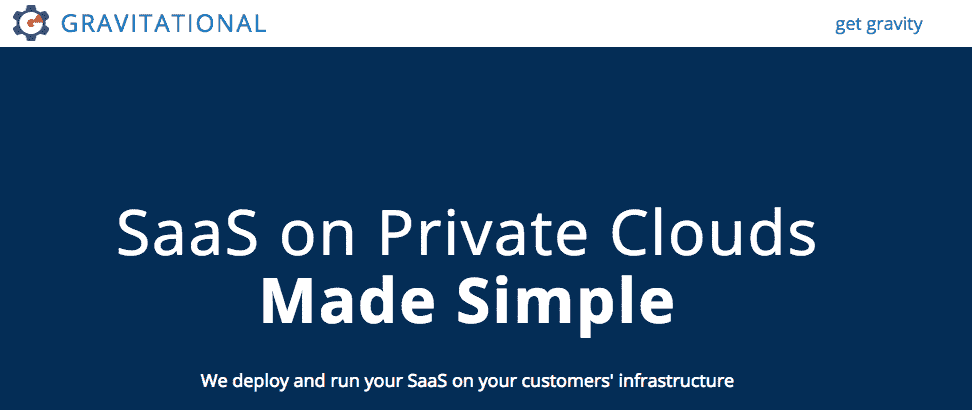 GRAVITATIONAL
get gravity
SaaS on Private Clouds
Made Simple
We deploy and run your SaaS on your customers' infrastructure